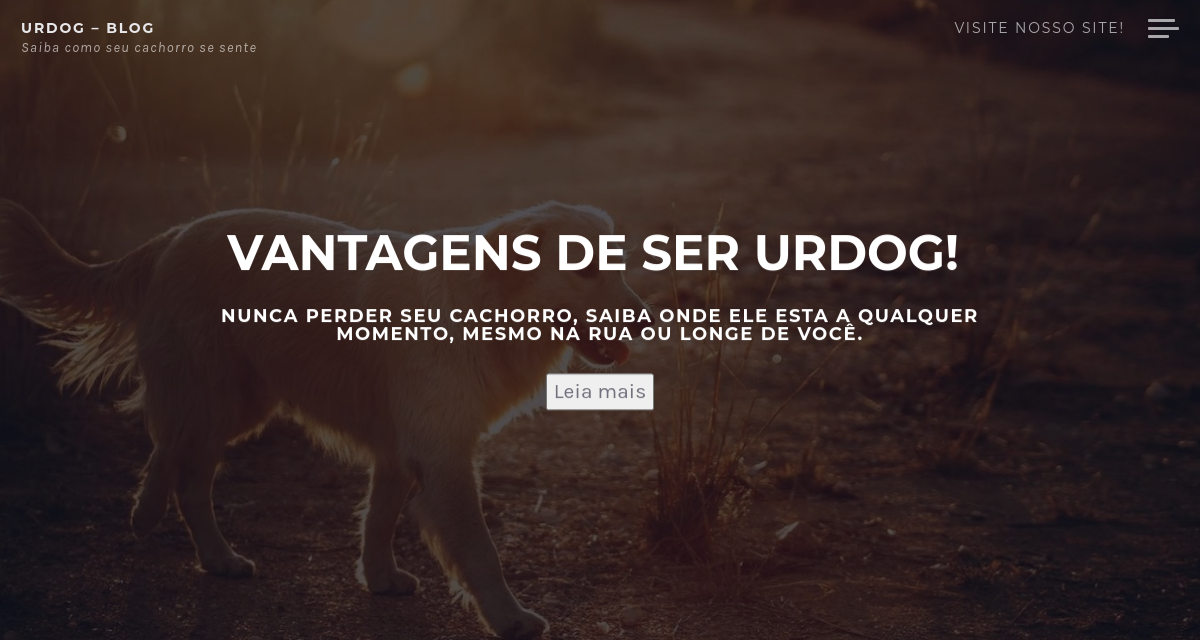 URDOG – BLOG
Saiba como seu cachorro se sente
VISITE NOSSO SITE!
VANTAGENS DE SER URDOG!
NUNCA PERDER SEU CACHORRO, SAIBA ONDE ELE ESTA A QUALQUER
MOMENTO, MESMO NA RUA OU LONGE DE VOCÊ.
Leia mais